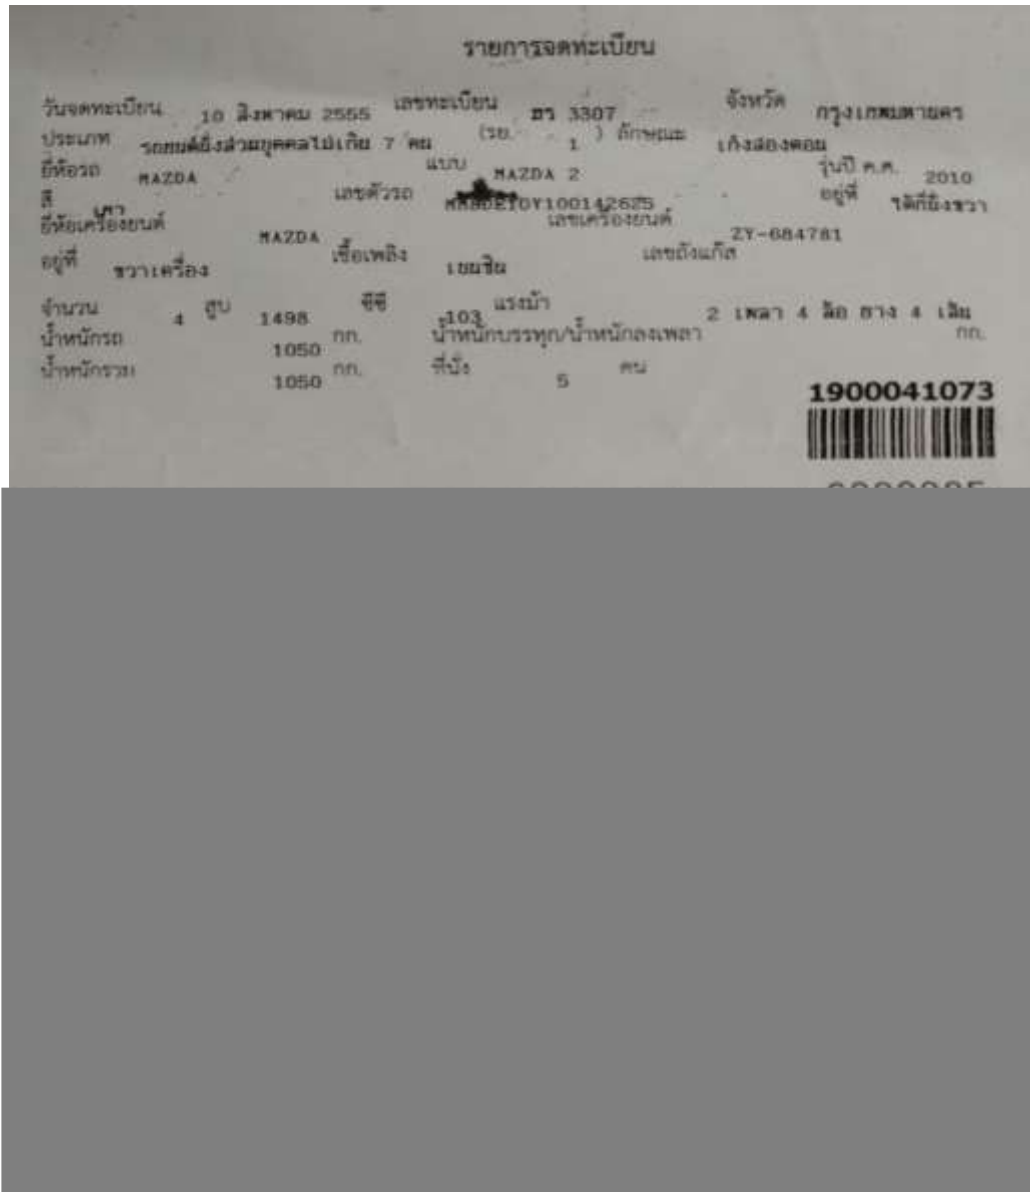 รายการจดทะเบียน
วันจดทะเบียน 10 สิงหาคม 2555 เลขทะเบียน 3307 จังหวัด กรุงเทพมหานคร
ประเภท รถยนต์นั่งส่วนบุคคลไม่เกิน 7 คน (รย. 1 ) ลักษณะ เก๋งสองตอน
ยี่ห้อรถ MAZDA แบบ MAZDA 2 รุ่นปี ค.ศ. 2010
สี เทา เลขตัวรถ อยู่ที่ ใต้ที่นั่งขวา
ยี่ห้อเครื่องยนต์ MAZDA เลขเครื่องยนต์ ZY-684781
อยู่ที่ ขวาเครื่อง เชื้อเพลิง เบนซิน เลขถังแก๊ส
จำนวน 4 สูบ 1498 ซีซี 103 แรงม้า 2 เพลา 4 ล้อ ยาง 4 เส้น
น้ำหนักรถ 1050 กก. น้ำหนักบรรทุก/น้ำหนักลงเพลา กก.
น้ำหนักรวม 1050 กก. ที่นั่ง 5 คน
1900041073